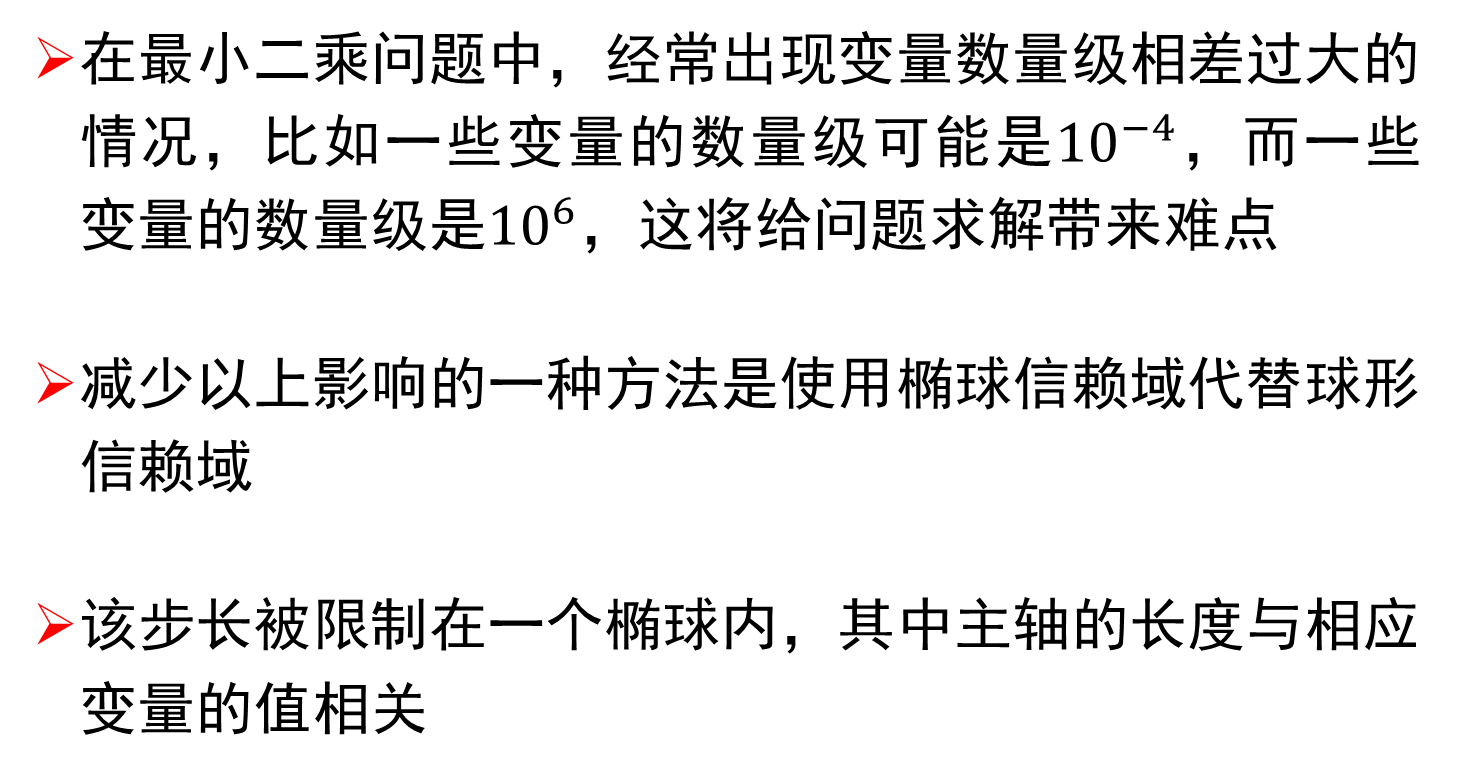 ➢在最小二乘问题中，经常出现变量数量级相差过大的
情况，比如一些变量的数量级可能是10⁻⁴，而一些
变量的数量级是10⁶，这将给问题求解带来难点
➢减少以上影响的一种方法是使用椭球信赖域代替球形
信赖域
➢该步长被限制在一个椭球内，其中主轴的长度与相应
变量的值相关